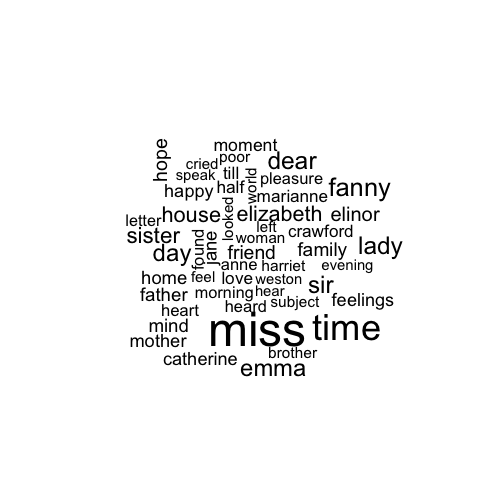 hope
moment
cried poor
dear
speak till
world
pleasure
happy half
marianne
fanny
letter house
looked
elizabeth elinor
left
sister
woman
crawford
day
found
jane
friend
family
lady
anne harriet
evening
home feel love weston
sir
father morning hear
subject
feelings
heart
heard
mind
miss
time
mother
brother
catherine
emma